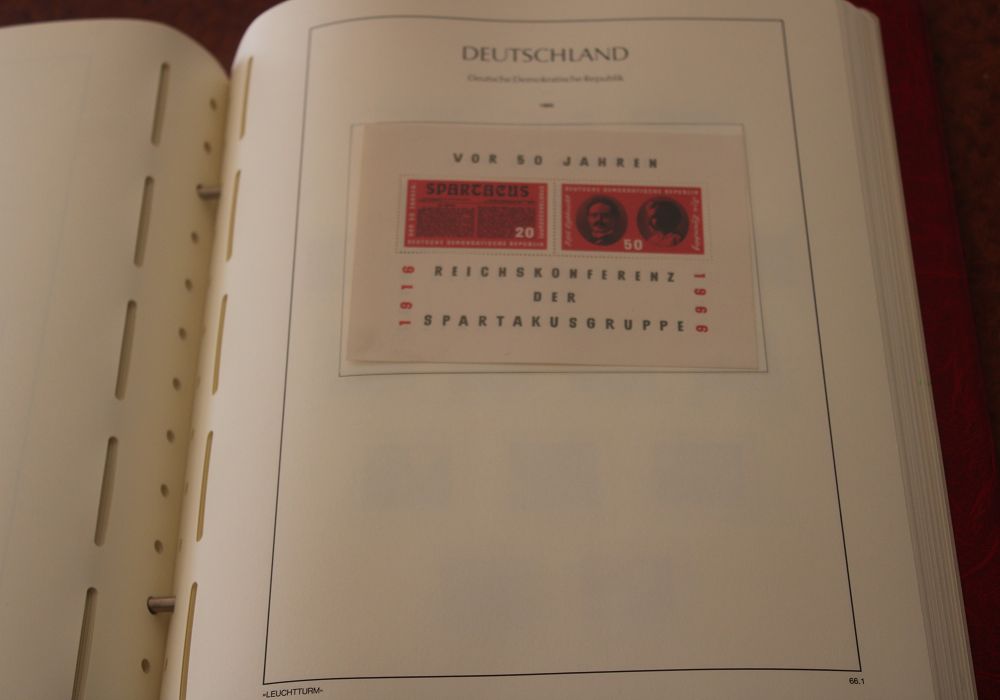 DEUTSCHLAND
Deutsche Demokratische Republik
VOR 50 JAHREN
SPARTACUS
20
DEUTSCHE DEMOKRATISCHE REPUBLIK
DEUTSCHE DEMOKRATISCHE REPUBLIK
50
1916
REICHSKONFERENZ
DER
SPARTAKUSGRUPPE
1966
»LEUCHTTURM«
66.1